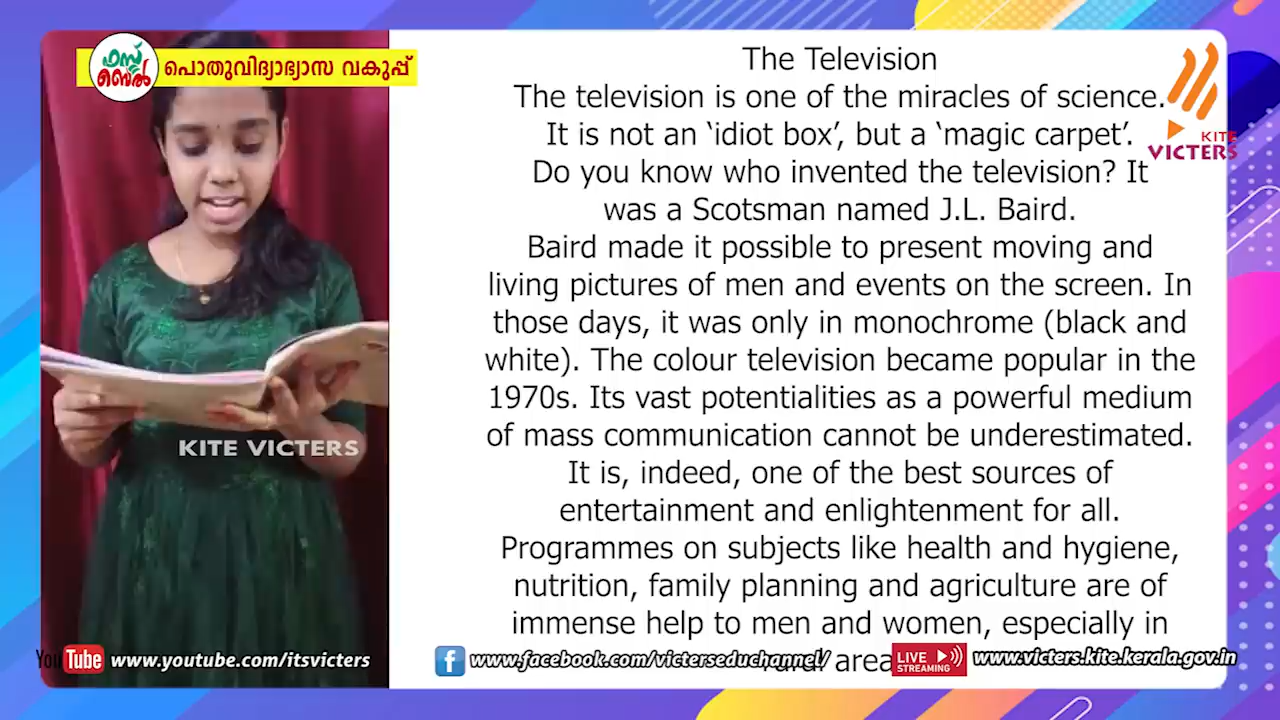 ഫസ്റ്റ്
ബെൽ
പൊതുവിദ്യാഭ്യാസ വകുപ്പ്
The Television
The television is one of the miracles of science.
It is not an ‘idiot box’, but a ‘magic carpet’.
Do you know who invented the television? It
was a Scotsman named J.L. Baird.
Baird made it possible to present moving and
living pictures of men and events on the screen. In
those days, it was only in monochrome (black and
white). The colour television became popular in the
1970s. Its vast potentialities as a powerful medium
of mass communication cannot be underestimated.
It is, indeed, one of the best sources of
entertainment and enlightenment for all.
Programmes on subjects like health and hygiene,
nutrition, family planning and agriculture are of
immense help to men and women, especially in
rural area
KITE
VICTERS
KITE VICTERS
YouTube www.youtube.com/itsvicters
f www.facebook.com/victerseduchannel/
LIVE
STREAMING
www.victers.kite.kerala.gov.in